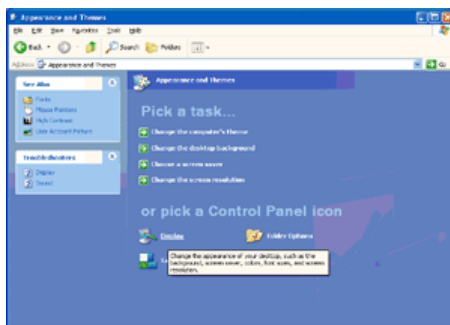 Appearance and Themes
File Edit View Favorites Tools Help
Back Search Folders
Address Appearance and Themes Go
See Also
Fonts
Mouse Pointers
High Contrast
User Account Picture
Troubleshooters
Display
Sound
Appearance and Themes
Pick a task...
Change the computer's theme
Change the desktop background
Choose a screen saver
Change the screen resolution
or pick a Control Panel icon
Display Folder Options
Change the appearance of your desktop, such as the
background, screen saver, colors, font sizes, and screen
resolution.